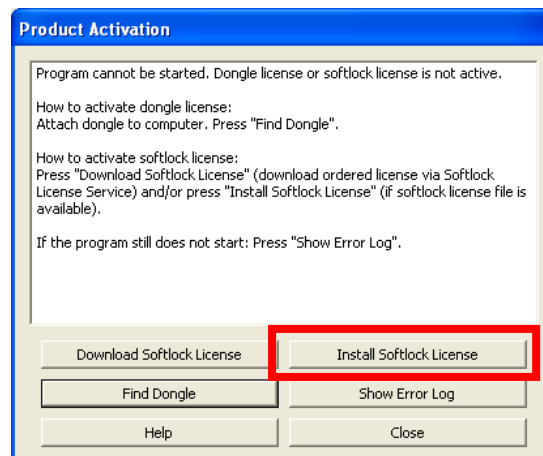 Product Activation
Program cannot be started. Dongle license or softlock license is not active.
How to activate dongle license:
Attach dongle to computer. Press "Find Dongle".
How to activate softlock license:
Press "Download Softlock License" (download ordered license via Softlock
License Service) and/or press "Install Softlock License" (if softlock license file is
available).
If the program still does not start: Press "Show Error Log".
Download Softlock License
Install Softlock License
Find Dongle
Show Error Log
Help
Close